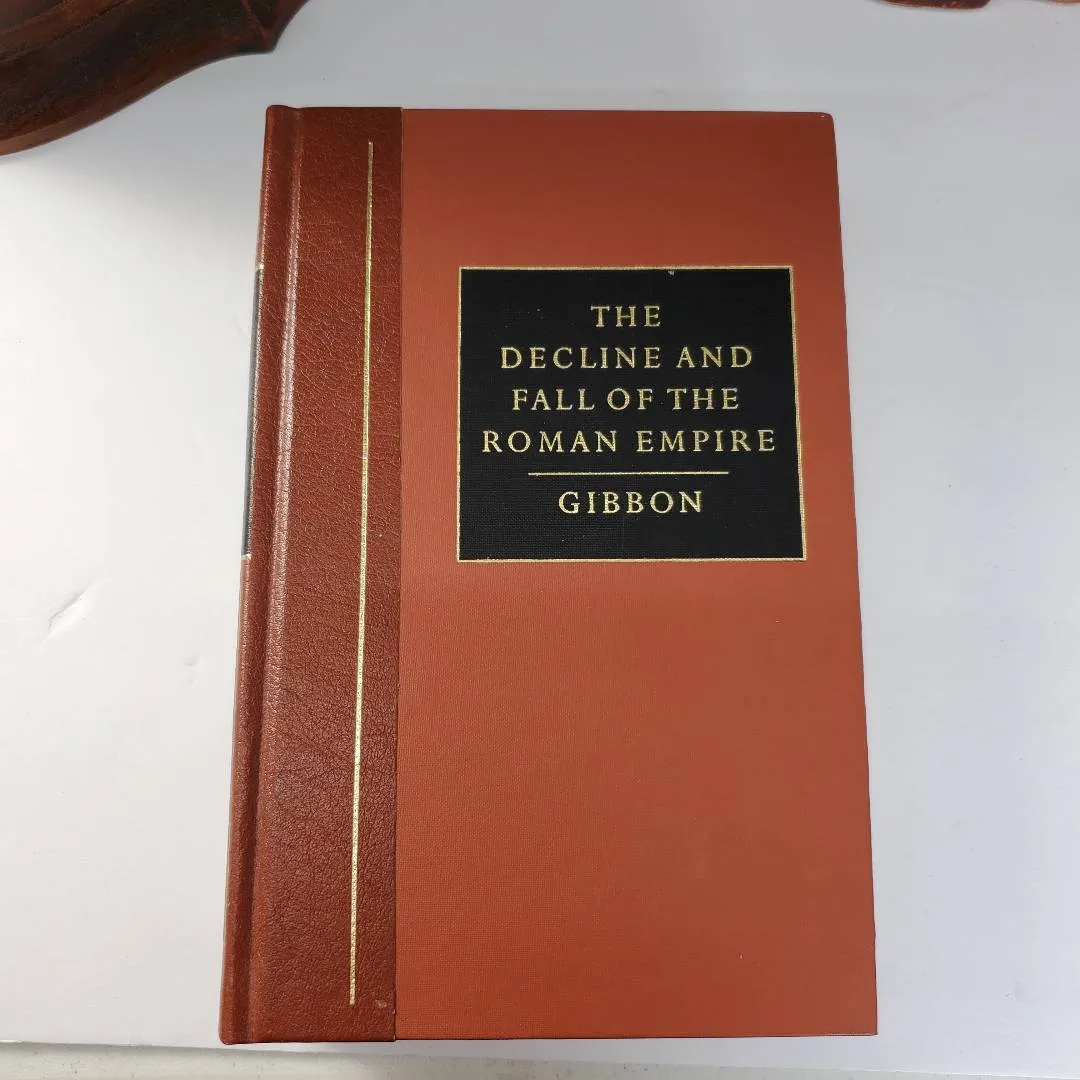 THE
DECLINE AND
FALL OF THE
ROMAN EMPIRE
GIBBON